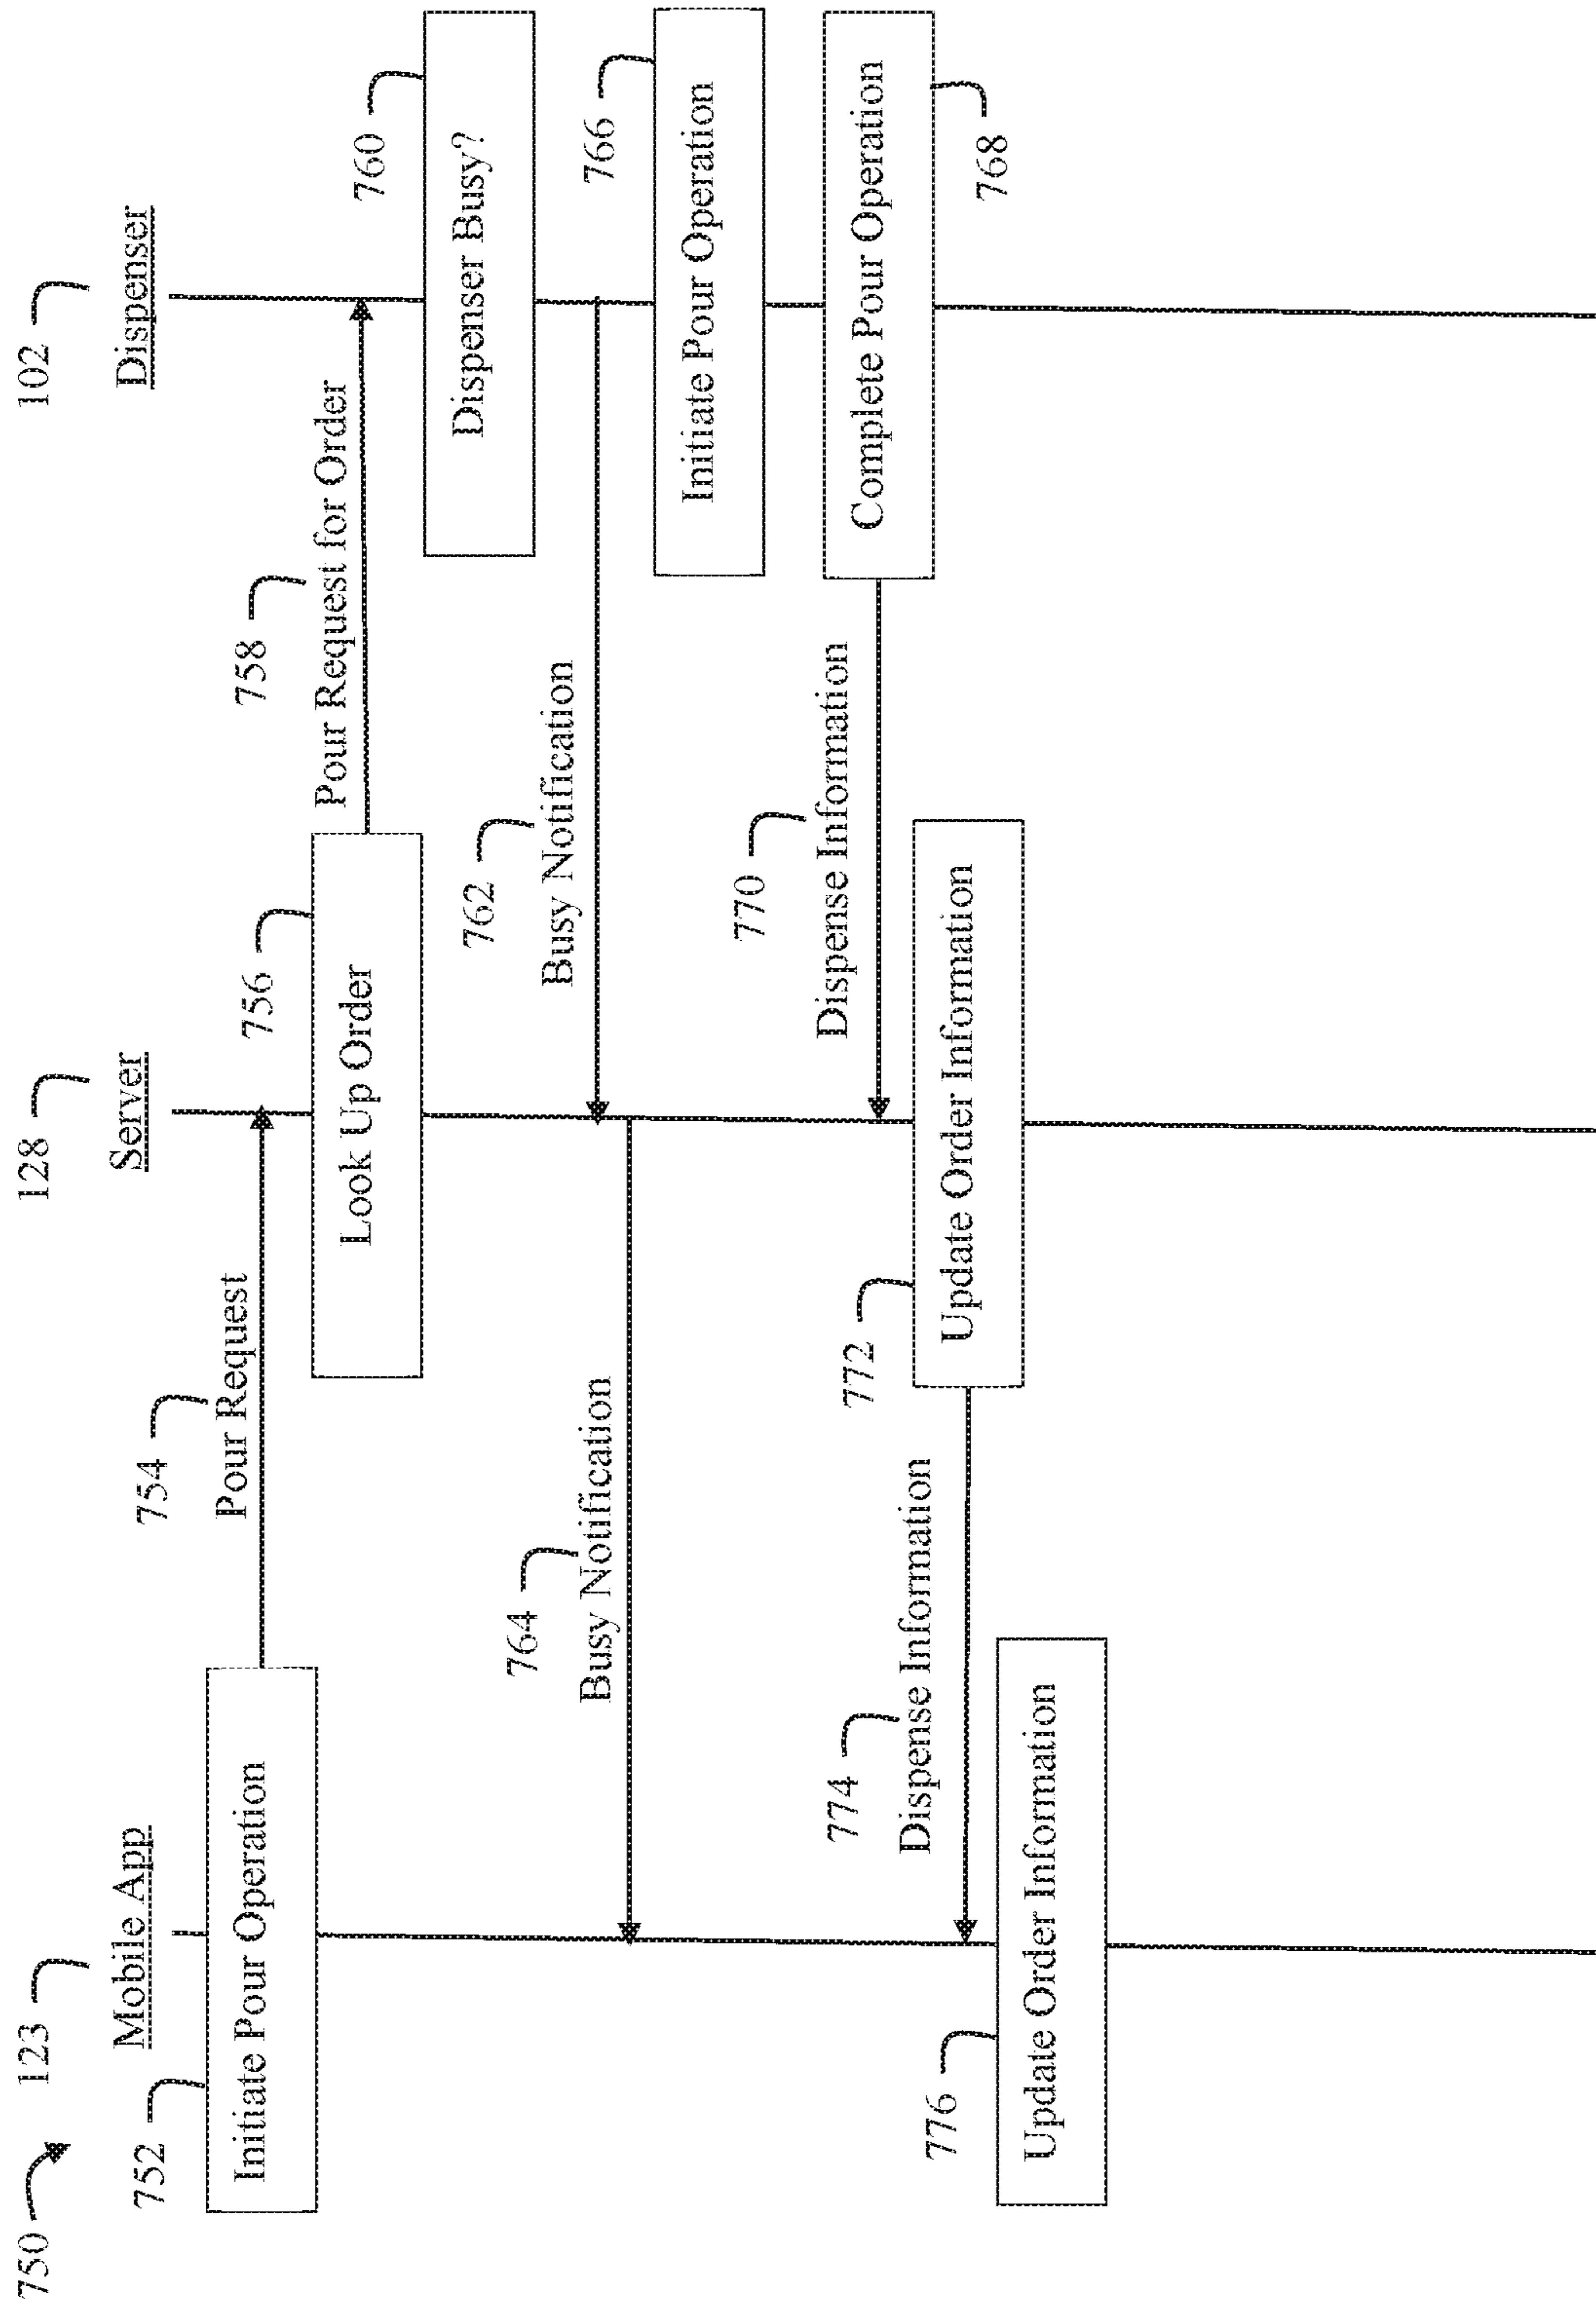 750
123
Mobile App
128
Server
102
Dispenser
752
Initiate Pour Operation
754
Pour Request
756
Look Up Order
758
Pour Request for Order
760
Dispenser Busy?
762
Busy Notification
764
Busy Notification
766
Initiate Pour Operation
768
Complete Pour Operation
770
Dispense Information
772
Update Order Information
774
Dispense Information
776
Update Order Information